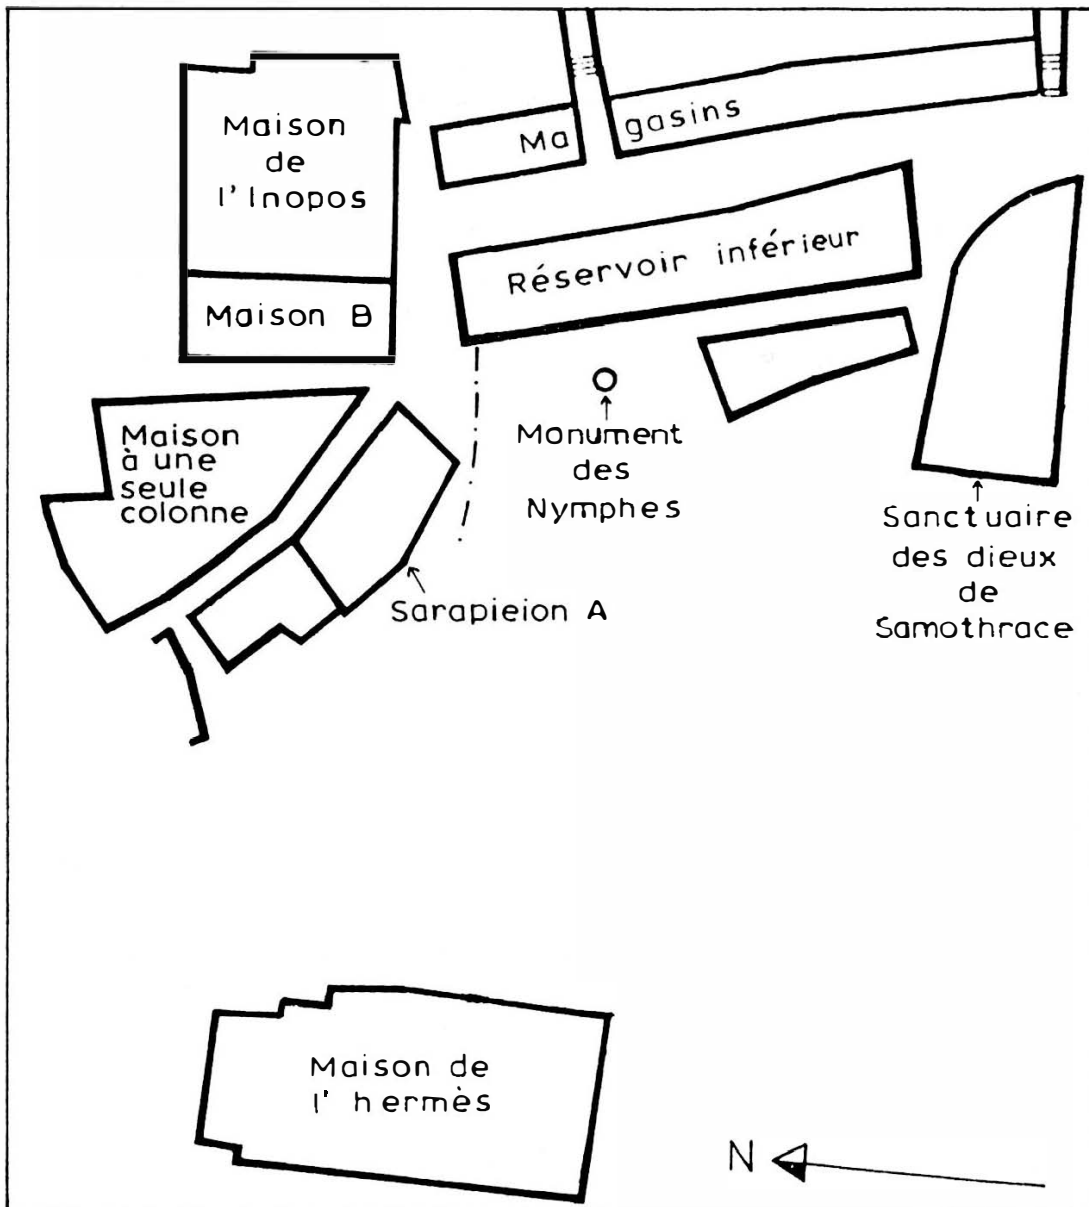 Maison
de
l'Inopos
Maison B
Ma gasins
Réservoir inférieur
Maison
à une
seule
colonne
Monument
des
Nymphes
Sarapieion A
Sanctuaire
des dieux
de
Samothrace
Maison de
l'hermès
N